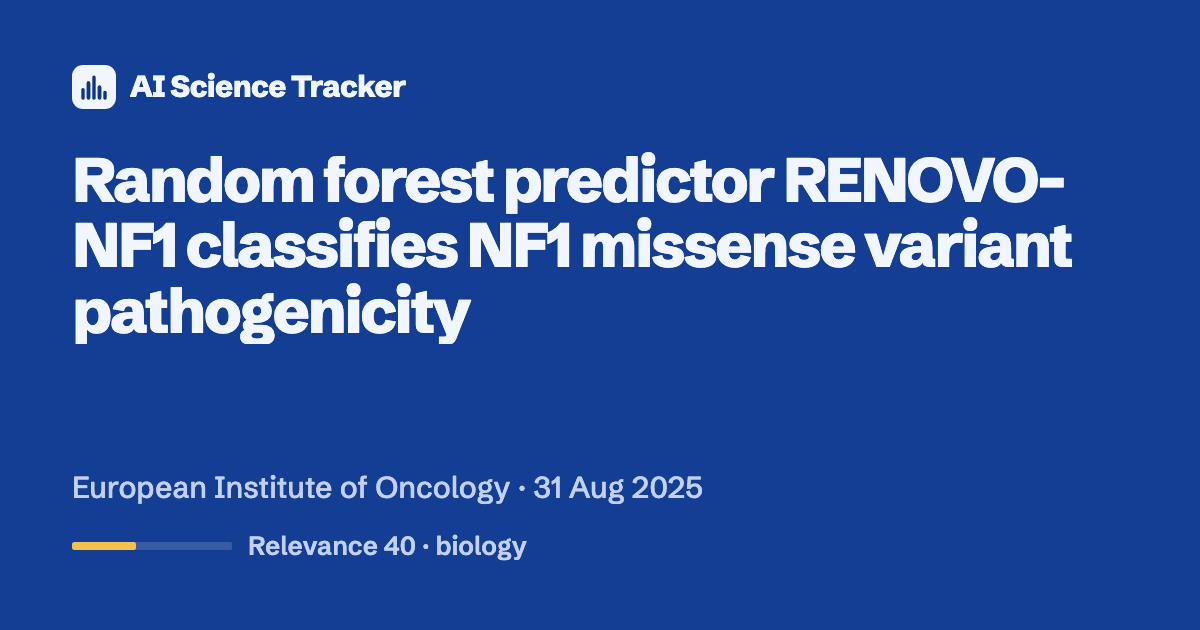 AI Science Tracker
Random forest predictor RENOVO-
NF1 classifies NF1 missense variant
pathogenicity
European Institute of Oncology · 31 Aug 2025
Relevance 40 · biology